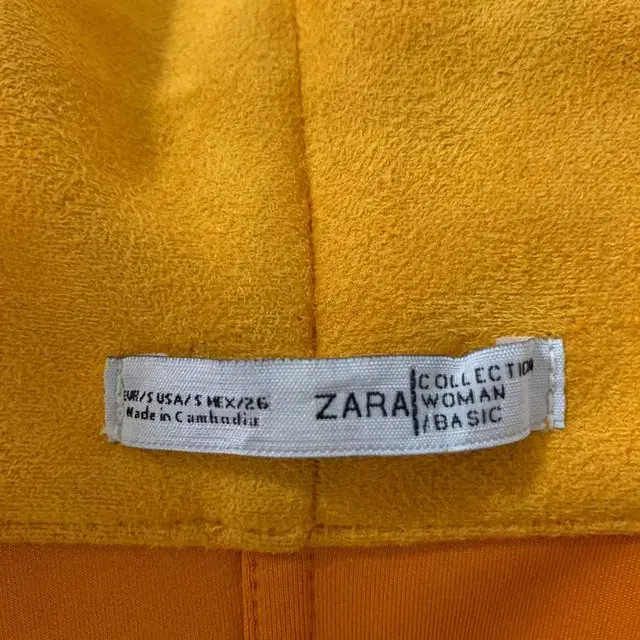 EUR/S USA/S MEX/26
Made in Cambodia
ZARA
COLLECTION
WOMAN
/BASIC